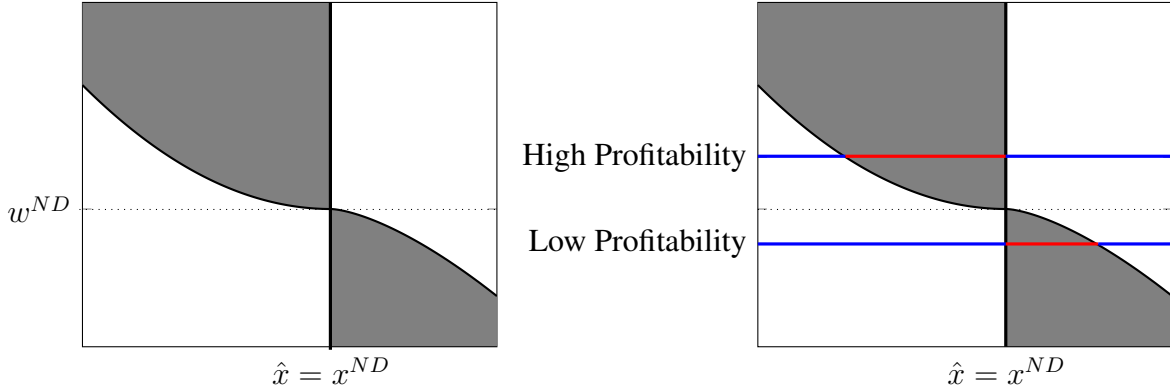 High Profitability
w^{ND}
Low Profitability
\hat{x} = x^{ND}
\hat{x} = x^{ND}